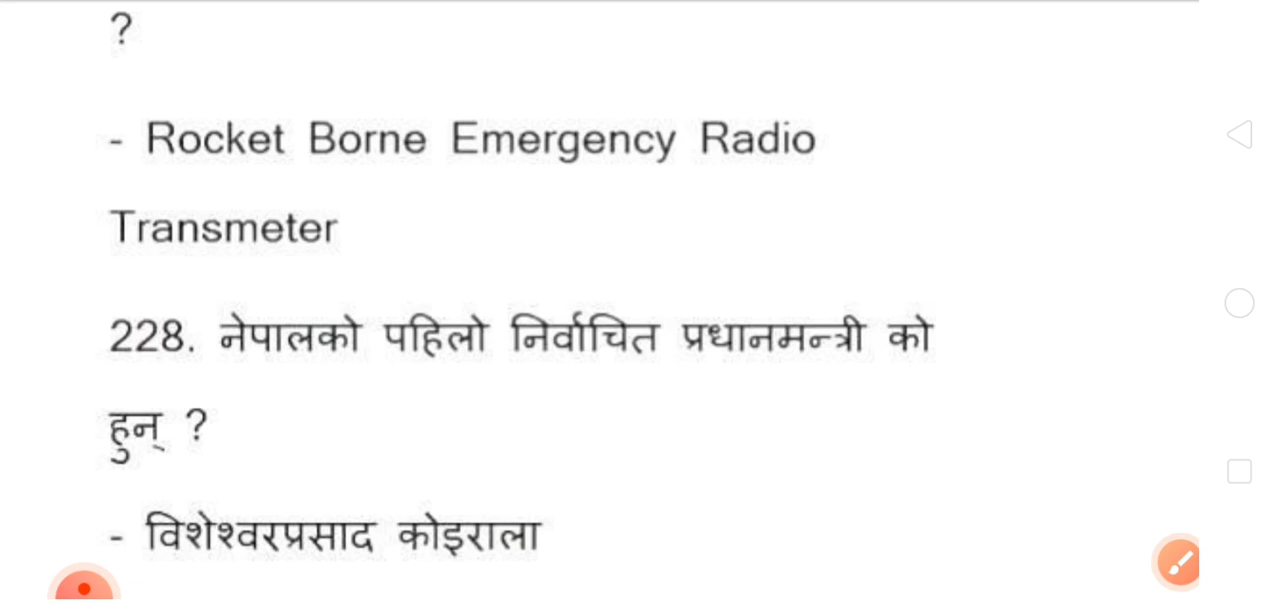 ?
- Rocket Borne Emergency Radio
Transmeter
228. नेपालको पहिलो निर्वाचित प्रधानमन्त्री को
हुन् ?
- विशेश्वरप्रसाद कोइराला